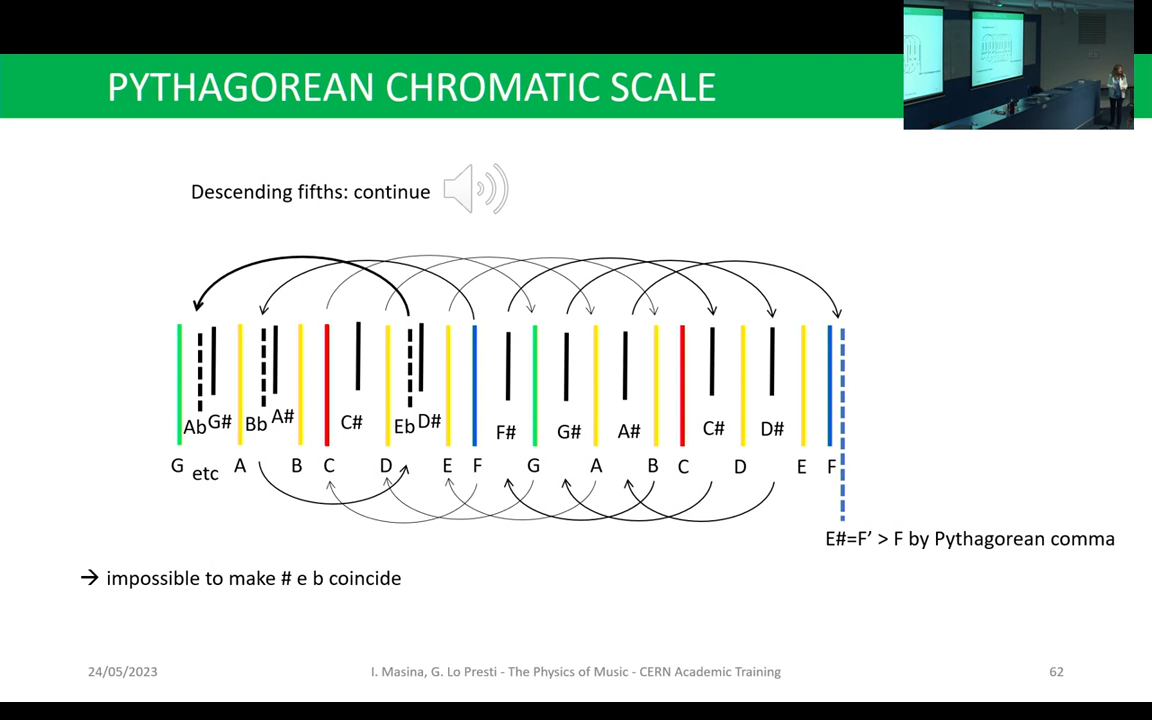 PYTHAGOREAN CHROMATIC SCALE
Descending fifths: continue
Ab G# Bb A# C# Eb D# F# G# A# C# D#
G etc A B C D E F G A B C D E F
E#=F’ > F by Pythagorean comma
→ impossible to make # e b coincide
24/05/2023 I. Masina, G. Lo Presti - The Physics of Music - CERN Academic Training 62